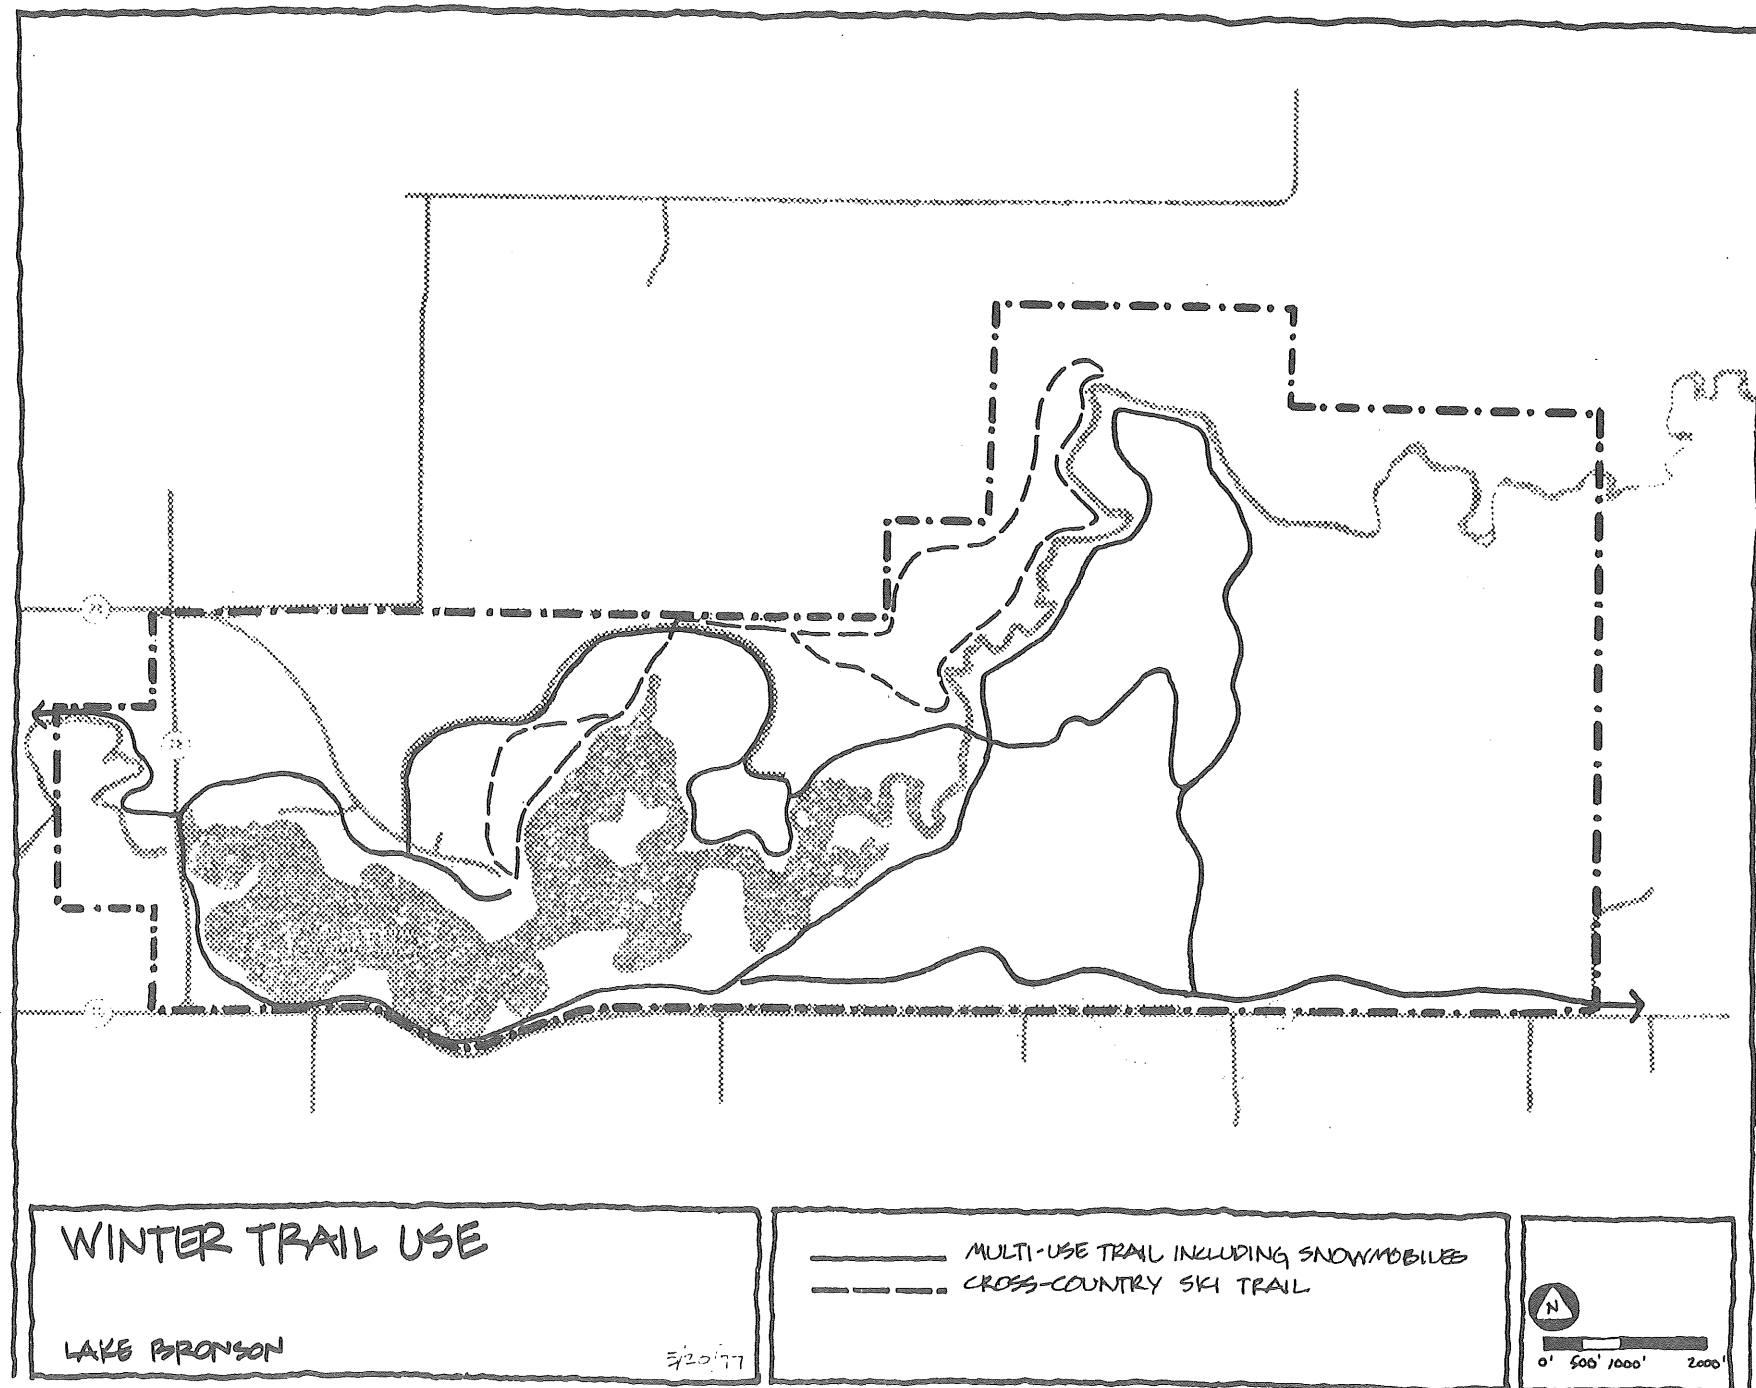 WINTER TRAIL USE
LAKE BRONSON
5/20/77
MULTI-USE TRAIL INCLUDING SNOWMOBILES
CROSS-COUNTRY SKI TRAIL
N
0' 500' 1000' 2000'